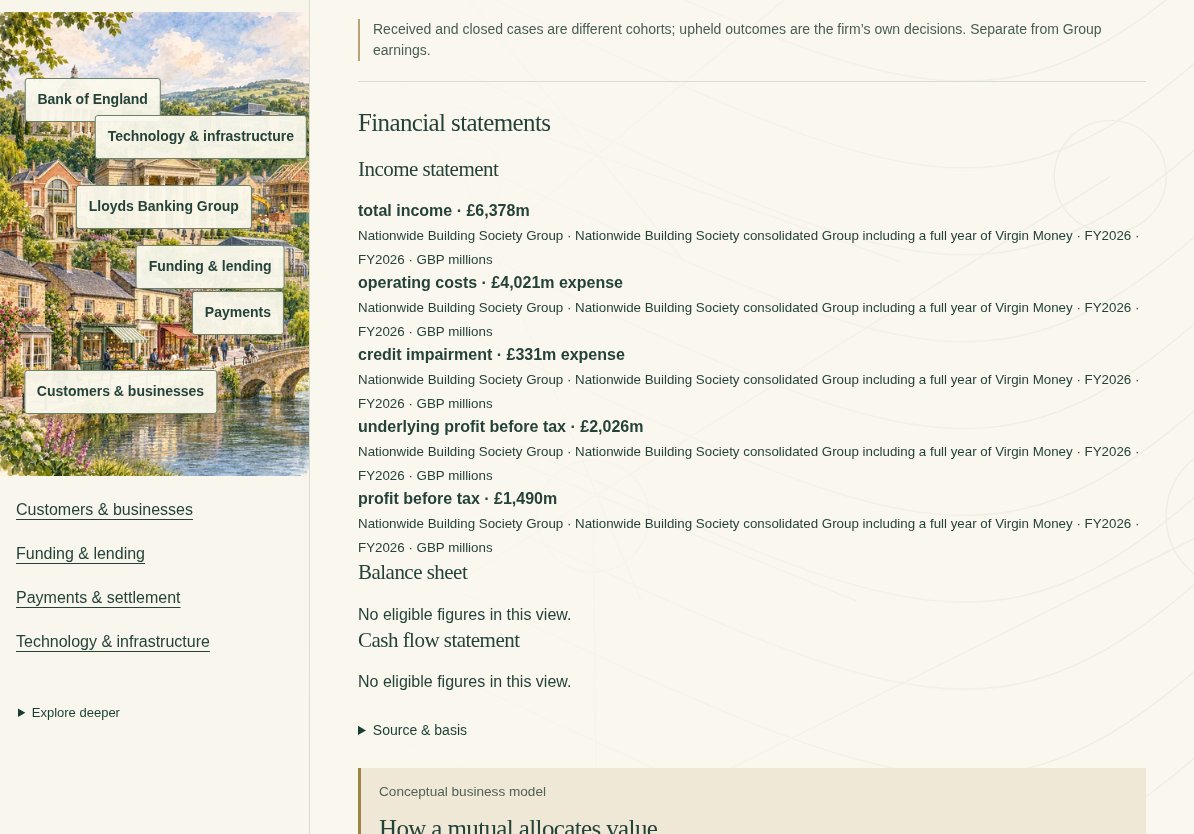 Bank of England
Technology & infrastructure
Lloyds Banking Group
Funding & lending
Payments
Customers & businesses
Customers & businesses
Funding & lending
Payments & settlement
Technology & infrastructure
▶ Explore deeper
Received and closed cases are different cohorts; upheld outcomes are the firm’s own decisions. Separate from Group
earnings.
Financial statements
Income statement
total income · £6,378m
Nationwide Building Society Group · Nationwide Building Society consolidated Group including a full year of Virgin Money · FY2026 ·
FY2026 · GBP millions
operating costs · £4,021m expense
Nationwide Building Society Group · Nationwide Building Society consolidated Group including a full year of Virgin Money · FY2026 ·
FY2026 · GBP millions
credit impairment · £331m expense
Nationwide Building Society Group · Nationwide Building Society consolidated Group including a full year of Virgin Money · FY2026 ·
FY2026 · GBP millions
underlying profit before tax · £2,026m
Nationwide Building Society Group · Nationwide Building Society consolidated Group including a full year of Virgin Money · FY2026 ·
FY2026 · GBP millions
profit before tax · £1,490m
Nationwide Building Society Group · Nationwide Building Society consolidated Group including a full year of Virgin Money · FY2026 ·
FY2026 · GBP millions
Balance sheet
No eligible figures in this view.
Cash flow statement
No eligible figures in this view.
▶ Source & basis
Conceptual business model
How a mutual allocates value